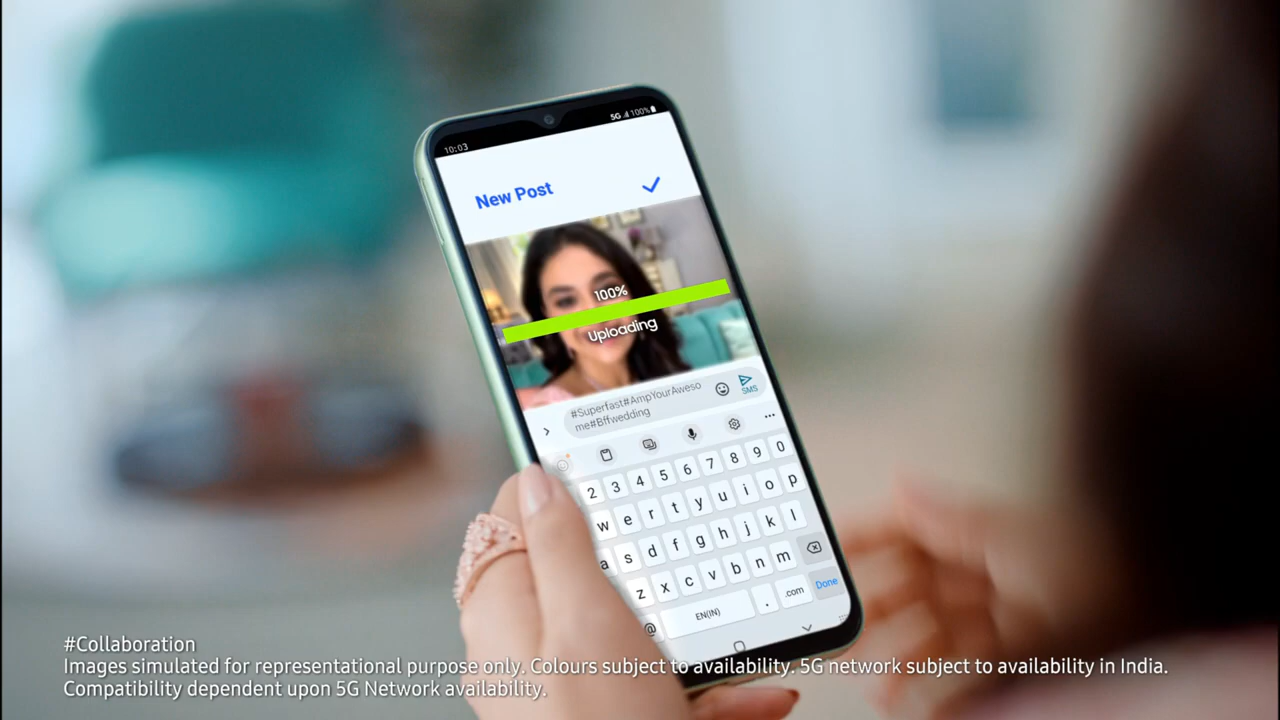 10:03
5G 100%
New Post
100%
Uploading
#Superfast#AmpYourAweso
me#Bffwedding
SMS
2 3 4 5 6 7 8 9 0
w e r t y u i o p
a s d f g h j k l
z x c v b n m
@ EN(IN) . .com Done
#Collaboration
Images simulated for representational purpose only. Colours subject to availability. 5G network subject to availability in India.
Compatibility dependent upon 5G Network availability.